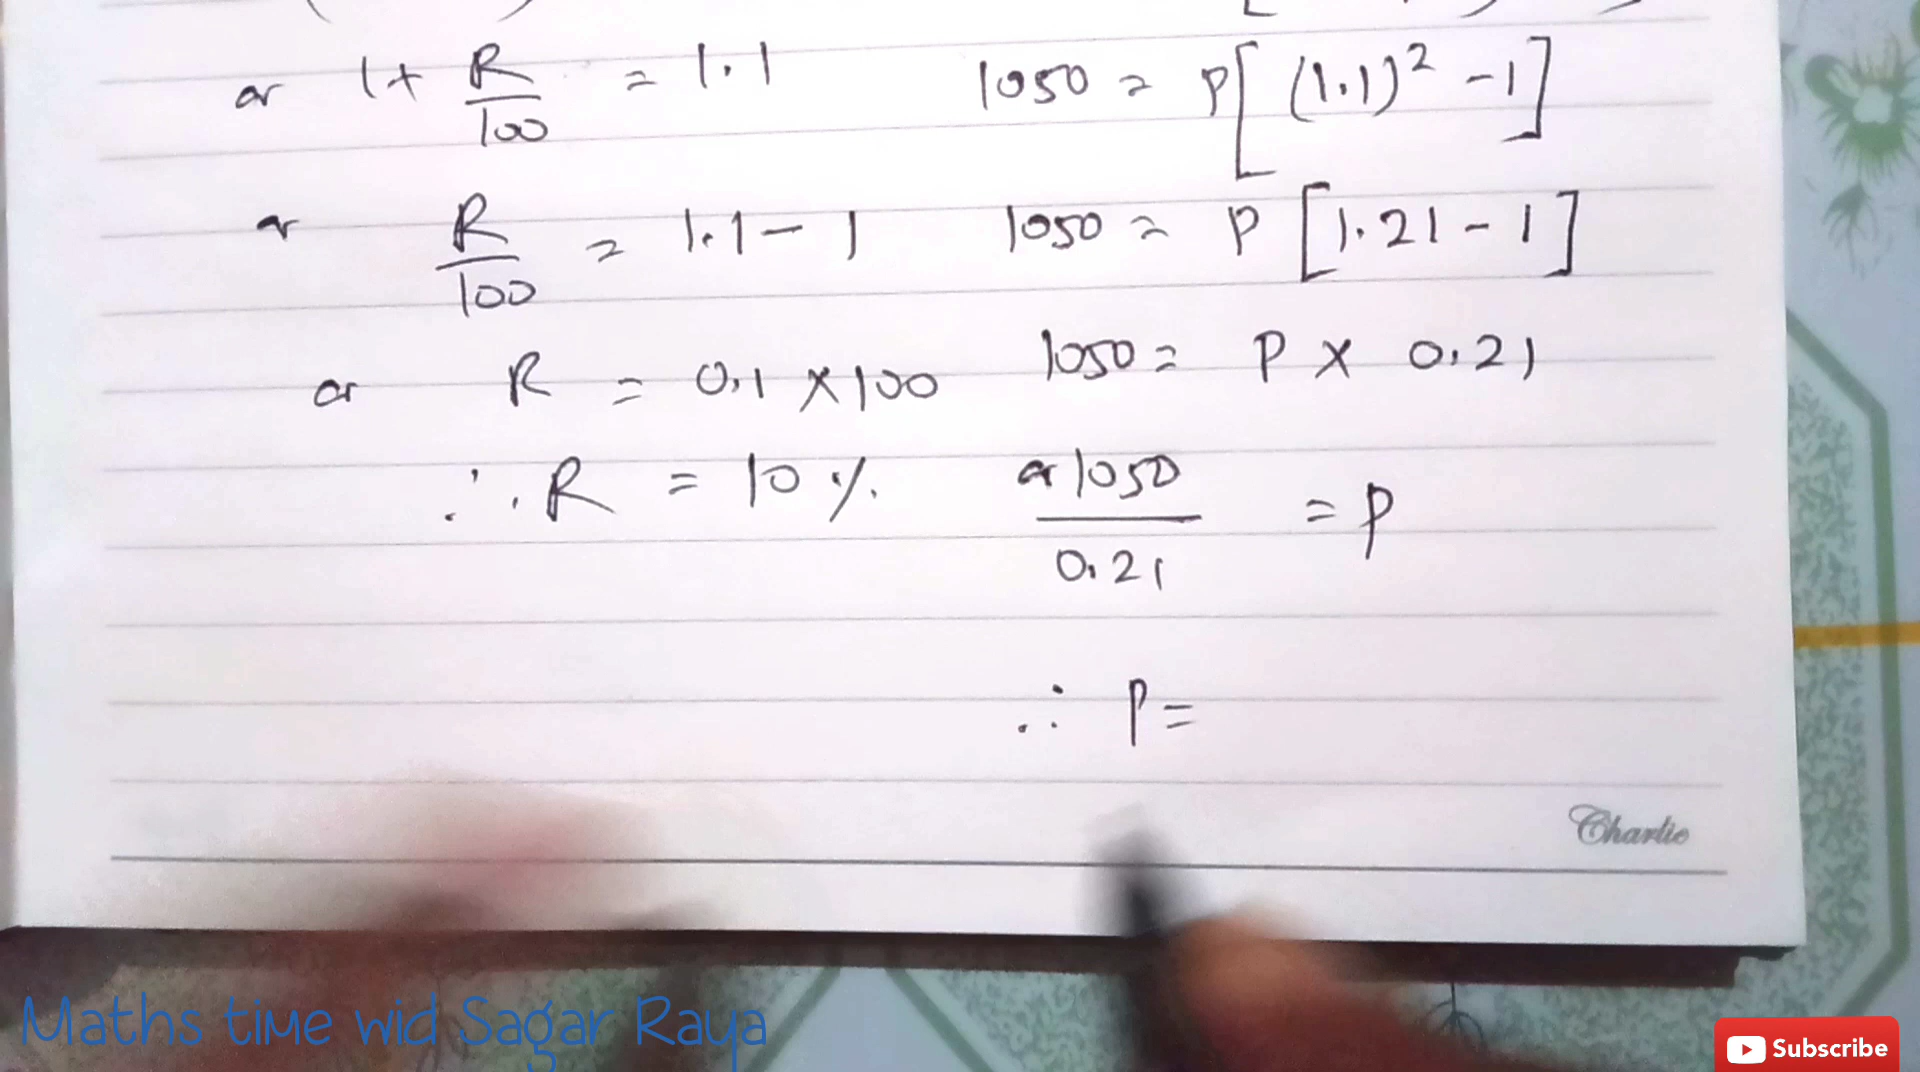 or 1 + R/100 = 1.1
or R/100 = 1.1 - 1
or R = 0.1 × 100
∴ R = 10 %.
1050 = P[(1.1)² - 1]
1050 = P[1.21 - 1]
1050 = P × 0.21
or 1050/0.21 = P
∴ P =
Charlie
Maths time wid Sagar Raya
Subscribe